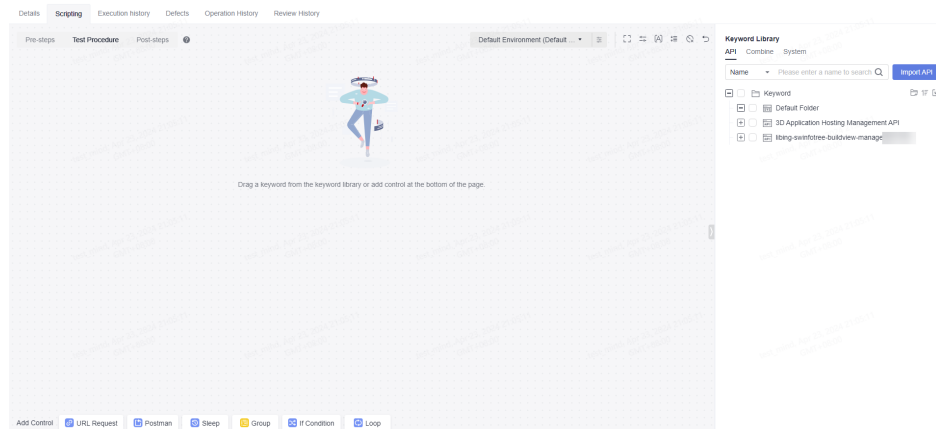 Details Scripting Execution history Defects Operation History Review History
Pre-steps Test Procedure Post-steps
Default Environment (Default ...
Drag a keyword from the keyword library or add control at the bottom of the page
Add Control URL Request Postman Sleep Group If Condition Loop
Keyword Library
API Combine System
Name Please enter a name to search Import API
Keyword
Default Folder
3D Application Hosting Management API
libing-swinfotree-buildview-manage